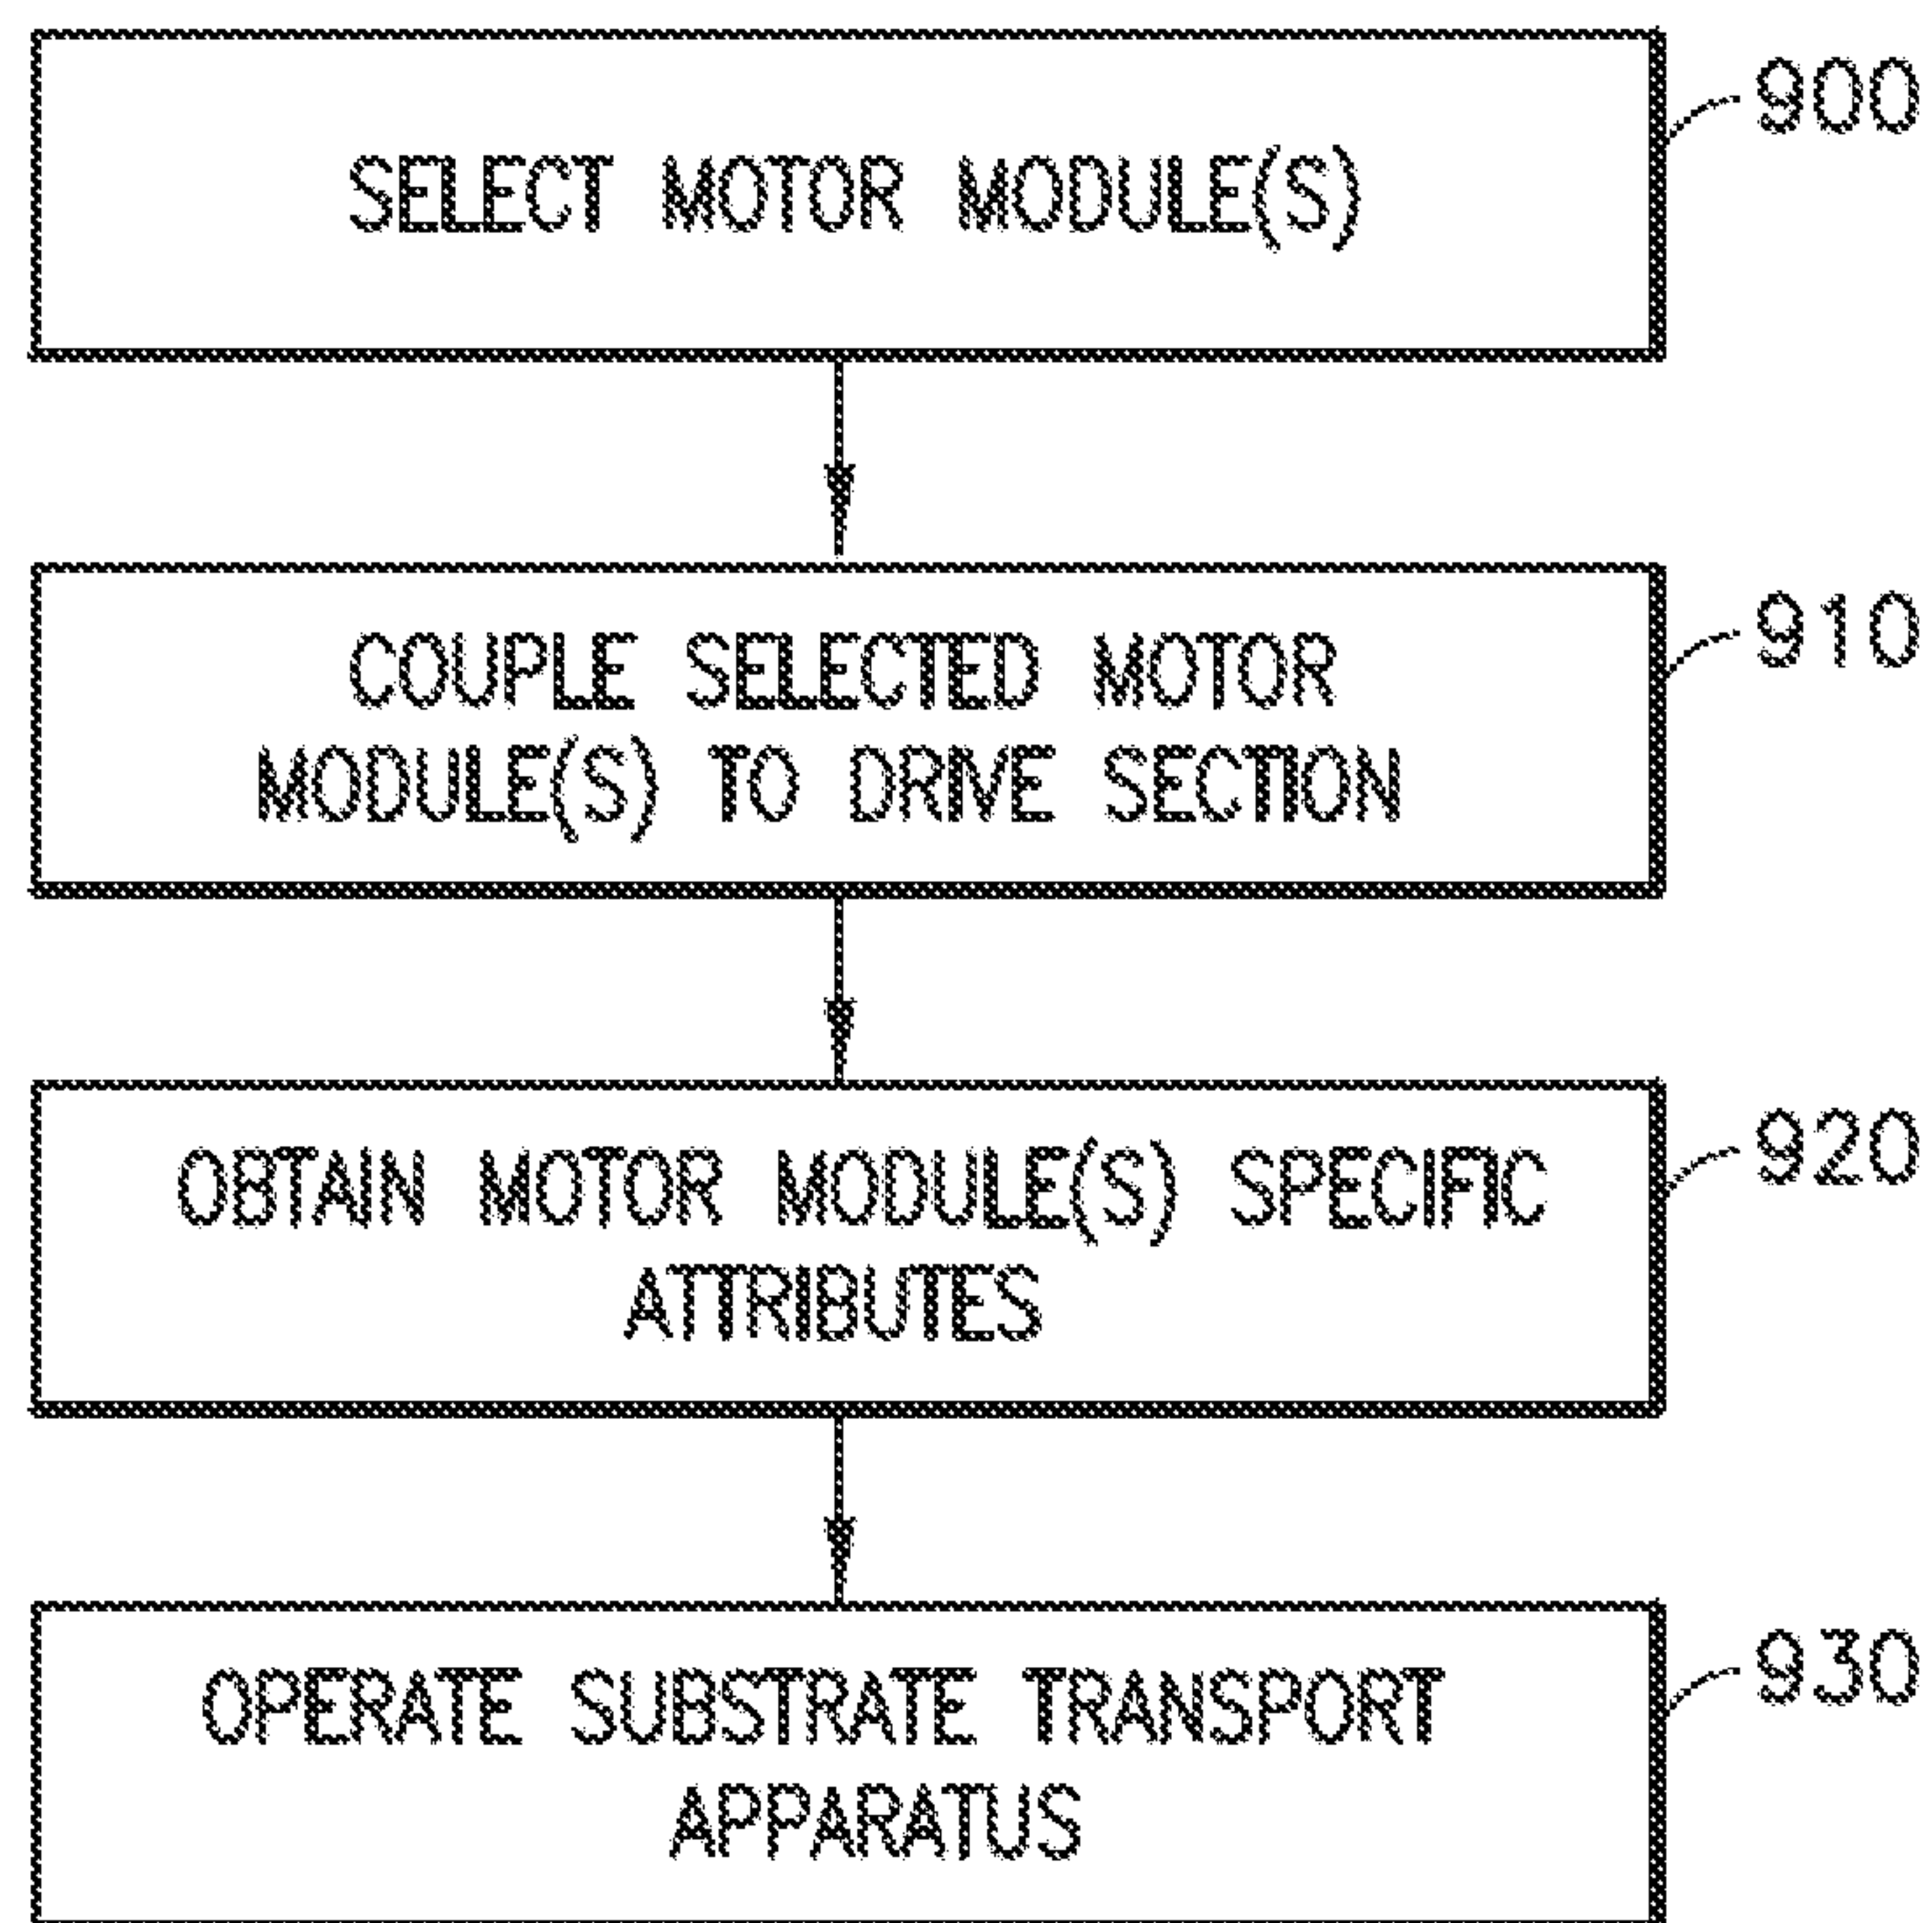 900
SELECT MOTOR MODULE(S)
910
COUPLE SELECTED MOTOR
MODULE(S) TO DRIVE SECTION
920
OBTAIN MOTOR MODULE(S) SPECIFIC
ATTRIBUTES
930
OPERATE SUBSTRATE TRANSPORT
APPARATUS